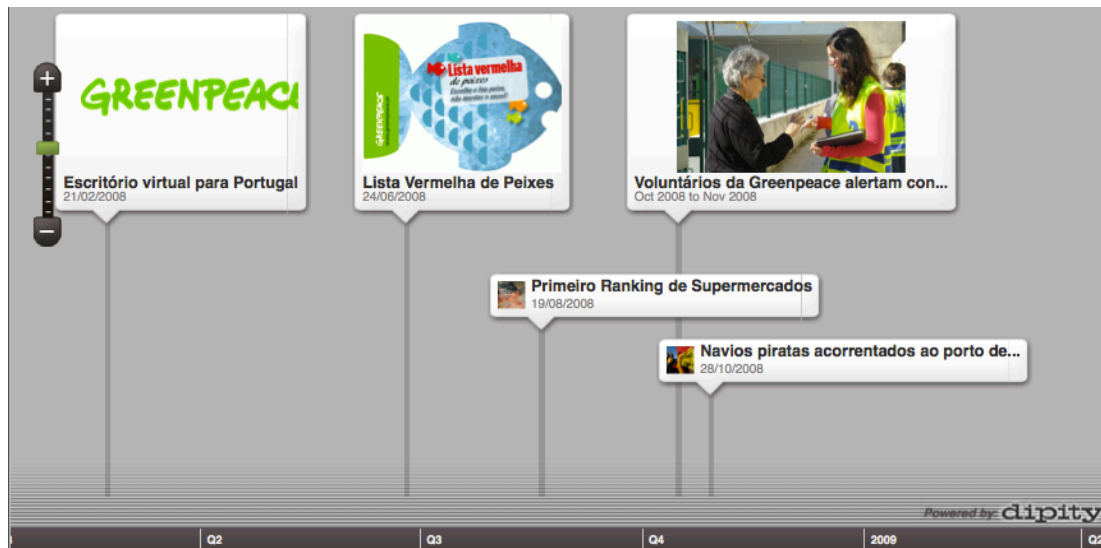 GREENPEACE
Escritório virtual para Portugal
21/02/2008
Lista vermelha
de peixes
GREENPEACE
Lista Vermelha de Peixes
24/06/2008
Voluntários da Greenpeace alertam con...
Oct 2008 to Nov 2008
Primeiro Ranking de Supermercados
19/08/2008
Navios piratas acorrentados ao porto de...
28/10/2008
Powered by: dipity
Q2
Q3
Q4
2009
Q2